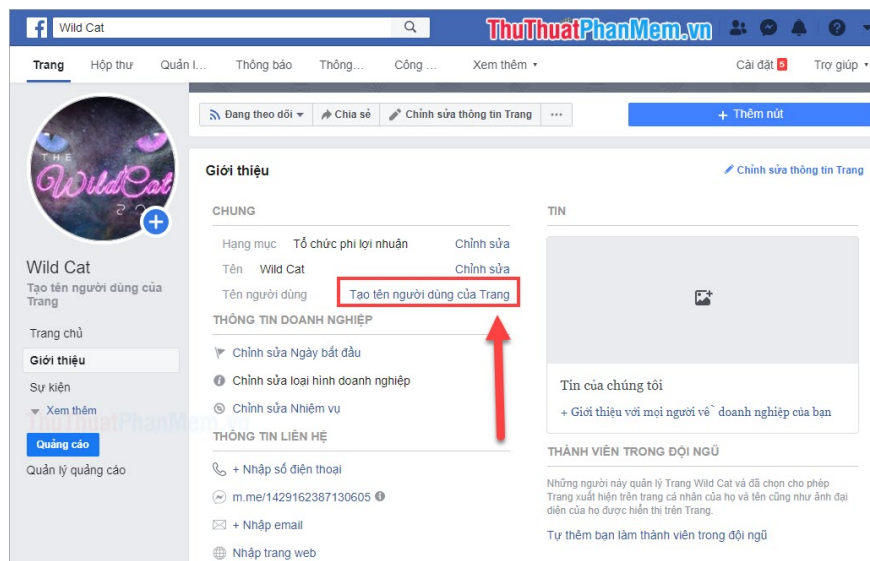 Wild Cat
ThuThuatPhanMem.vn
Trang Hộp thư Quản l... Thông báo Thông... Công ... Xem thêm Cài đặt 5 Trợ giúp
Đang theo dõi Chia sẻ Chỉnh sửa thông tin Trang ...
+ Thêm nút
THE
WildCat
Giới thiệu
Chỉnh sửa thông tin Trang
CHUNG
Hạng mục Tổ chức phi lợi nhuận Chỉnh sửa
Tên Wild Cat Chỉnh sửa
Tên người dùng Tạo tên người dùng của Trang
THÔNG TIN DOANH NGHIỆP
Chỉnh sửa Ngày bắt đầu
Chỉnh sửa loại hình doanh nghiệp
Chỉnh sửa Nhiệm vụ
THÔNG TIN LIÊN HỆ
+ Nhập số điện thoại
m.me/1429162387130605
+ Nhập email
Nhập trang web
Wild Cat
Tạo tên người dùng của
Trang
Trang chủ
Giới thiệu
Sự kiện
Xem thêm
ThuThuatPhanMem.vn
Quảng cáo
Quản lý quảng cáo
TIN
Tin của chúng tôi
+ Giới thiệu với mọi người về doanh nghiệp của bạn
THÀNH VIÊN TRONG ĐỘI NGŨ
Những người này quản lý Trang Wild Cat và đã chọn cho phép
Trang xuất hiện trên trang cá nhân của họ và tên cũng như ảnh đại
diện của họ được hiển thị trên Trang.
Tự thêm bạn làm thành viên trong đội ngũ